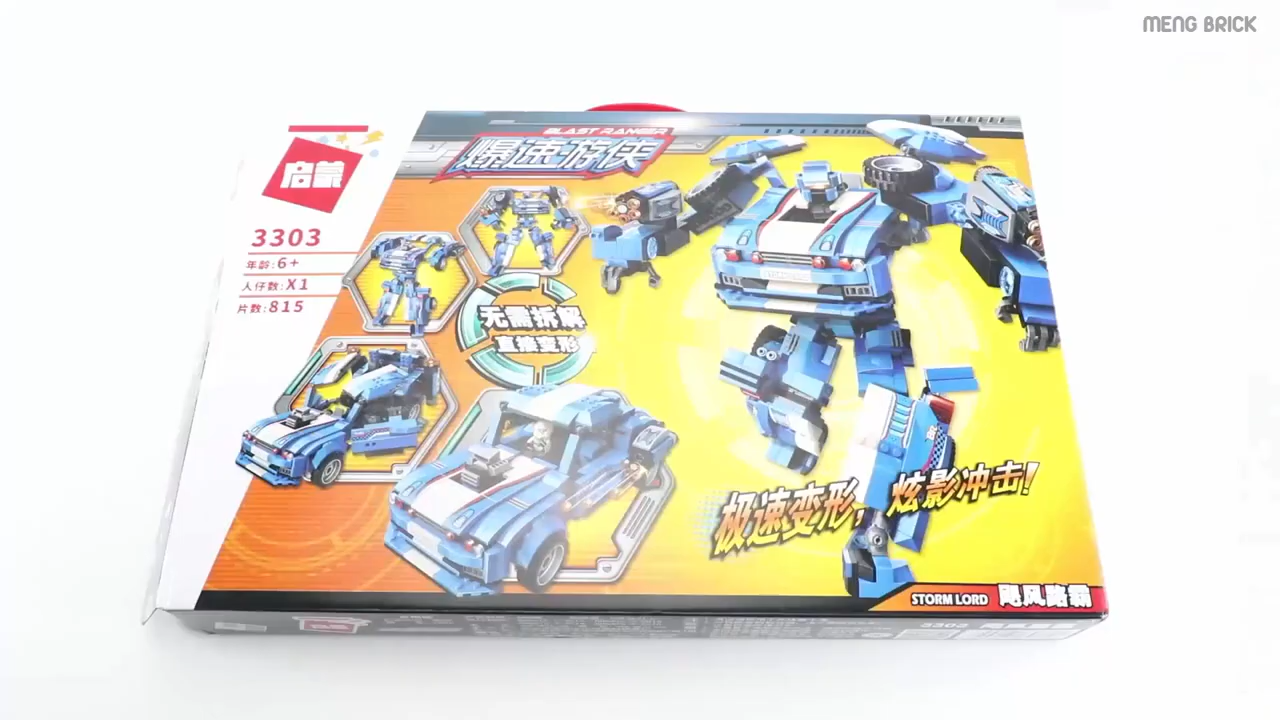 MENG BRICK
BLAST RANGER
爆速游侠
启蒙
3303
年龄:6+
人仔数:X1
片数:815
无需拆解
直接变形
极速变形,炫影冲击!
STORM LORD 飓风路霸
3303